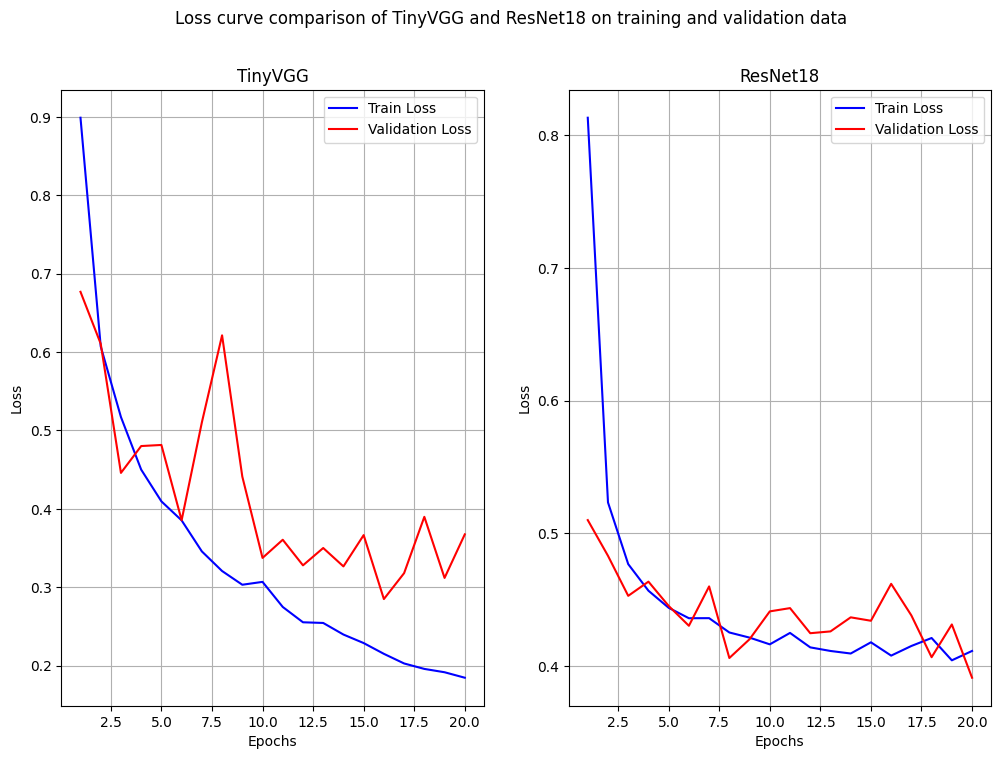 Loss curve comparison of TinyVGG and ResNet18 on training and validation data
TinyVGG
Train Loss
Validation Loss
0.9
0.8
0.7
0.6
0.5
0.4
0.3
0.2
Loss
2.5 5.0 7.5 10.0 12.5 15.0 17.5 20.0
Epochs
ResNet18
Train Loss
Validation Loss
0.8
0.7
0.6
0.5
0.4
Loss
2.5 5.0 7.5 10.0 12.5 15.0 17.5 20.0
Epochs